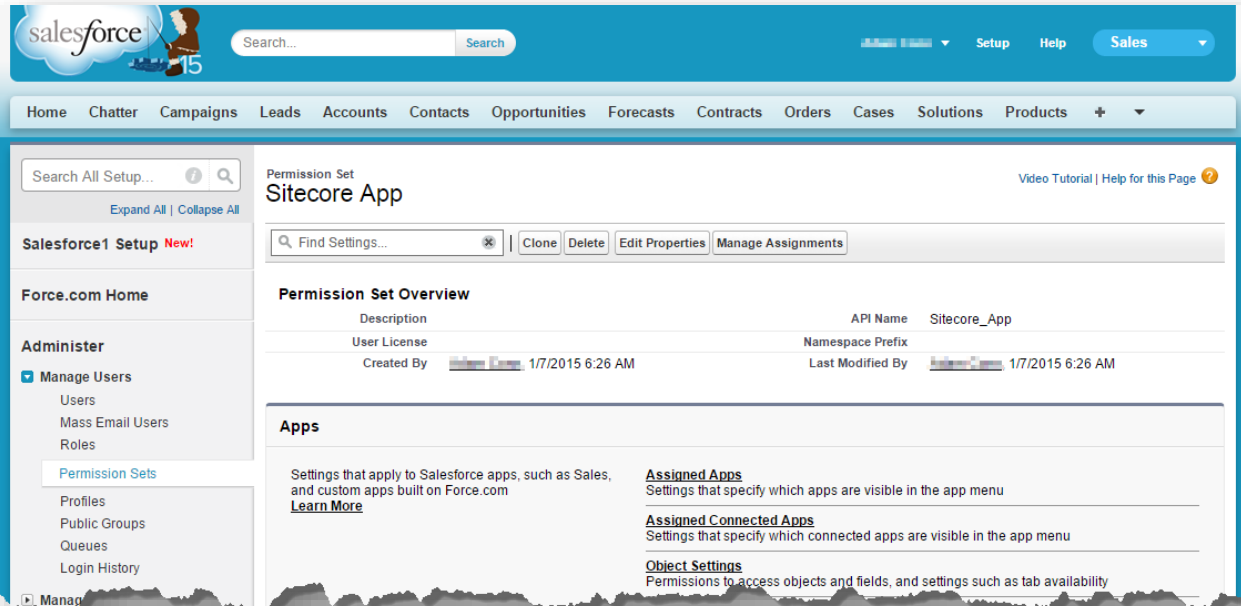 salesforce
15
Search...
Search
Setup
Help
Sales
Home
Chatter
Campaigns
Leads
Accounts
Contacts
Opportunities
Forecasts
Contracts
Orders
Cases
Solutions
Products
+
Search All Setup...
Expand All | Collapse All
Salesforce1 Setup New!
Force.com Home
Administer
Manage Users
Users
Mass Email Users
Roles
Permission Sets
Profiles
Public Groups
Queues
Login History
Permission Set
Sitecore App
Video Tutorial | Help for this Page
Find Settings...
Clone
Delete
Edit Properties
Manage Assignments
Permission Set Overview
Description
API Name Sitecore_App
User License
Namespace Prefix
Created By , 1/7/2015 6:26 AM
Last Modified By , 1/7/2015 6:26 AM
Apps
Settings that apply to Salesforce apps, such as Sales,
and custom apps built on Force.com
Learn More
Assigned Apps
Settings that specify which apps are visible in the app menu
Assigned Connected Apps
Settings that specify which connected apps are visible in the app menu
Object Settings
Permissions to access objects and fields, and settings such as tab availability